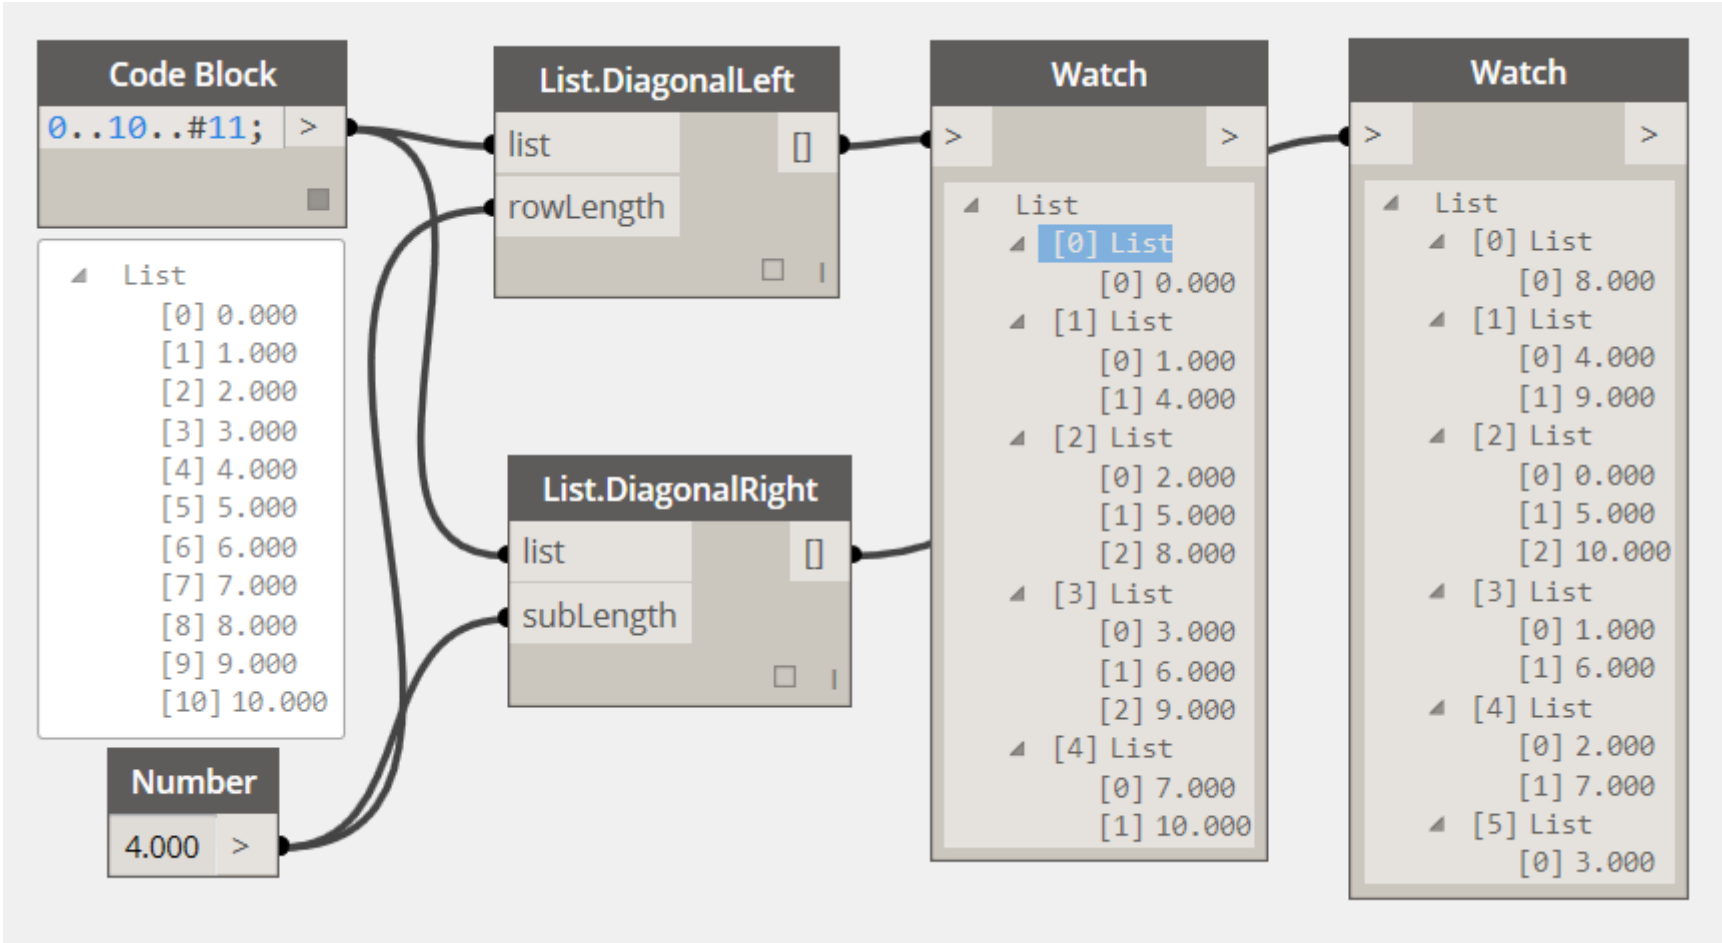 Code Block
0..10..#11; >
List
[0] 0.000
[1] 1.000
[2] 2.000
[3] 3.000
[4] 4.000
[5] 5.000
[6] 6.000
[7] 7.000
[8] 8.000
[9] 9.000
[10] 10.000
Number
4.000 >
List.DiagonalLeft
list []
rowLength
List.DiagonalRight
list []
subLength
Watch
> >
List
[0] List
[0] 0.000
[1] List
[0] 1.000
[1] 4.000
[2] List
[0] 2.000
[1] 5.000
[2] 8.000
[3] List
[0] 3.000
[1] 6.000
[2] 9.000
[4] List
[0] 7.000
[1] 10.000
Watch
> >
List
[0] List
[0] 8.000
[1] List
[0] 4.000
[1] 9.000
[2] List
[0] 0.000
[1] 5.000
[2] 10.000
[3] List
[0] 1.000
[1] 6.000
[4] List
[0] 2.000
[1] 7.000
[5] List
[0] 3.000